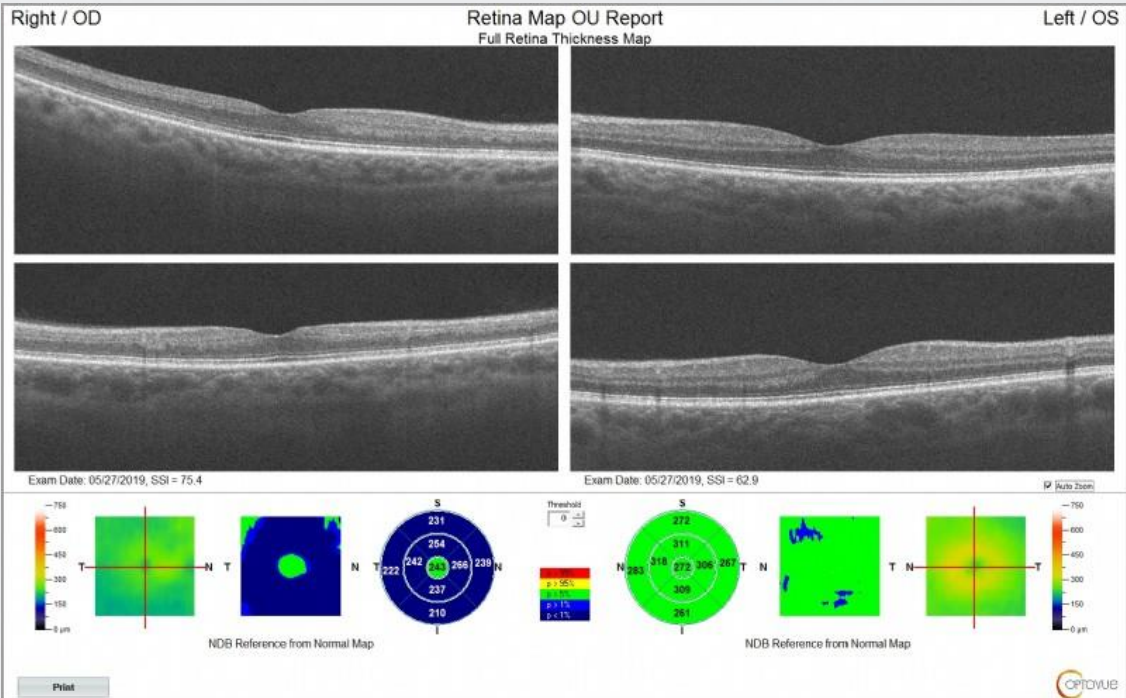 Right / OD
Retina Map OU Report
Left / OS
Full Retina Thickness Map
Exam Date: 05/27/2019, SSI = 75.4
Exam Date: 05/27/2019, SSI = 62.9
Auto Zoom
750
600
450
300
150
0 µm
T
N
T
N
T
S
231
254
222
242
243
266
239
237
210
I
N
NDB Reference from Normal Map
Threshold
0
p > 95%
p > 5%
p > 1%
p < 1%
S
272
311
283
318
272
306
267
309
261
I
N
T
N
T
N
T
750
600
450
300
150
0 µm
NDB Reference from Normal Map
Print
OPTOVUE